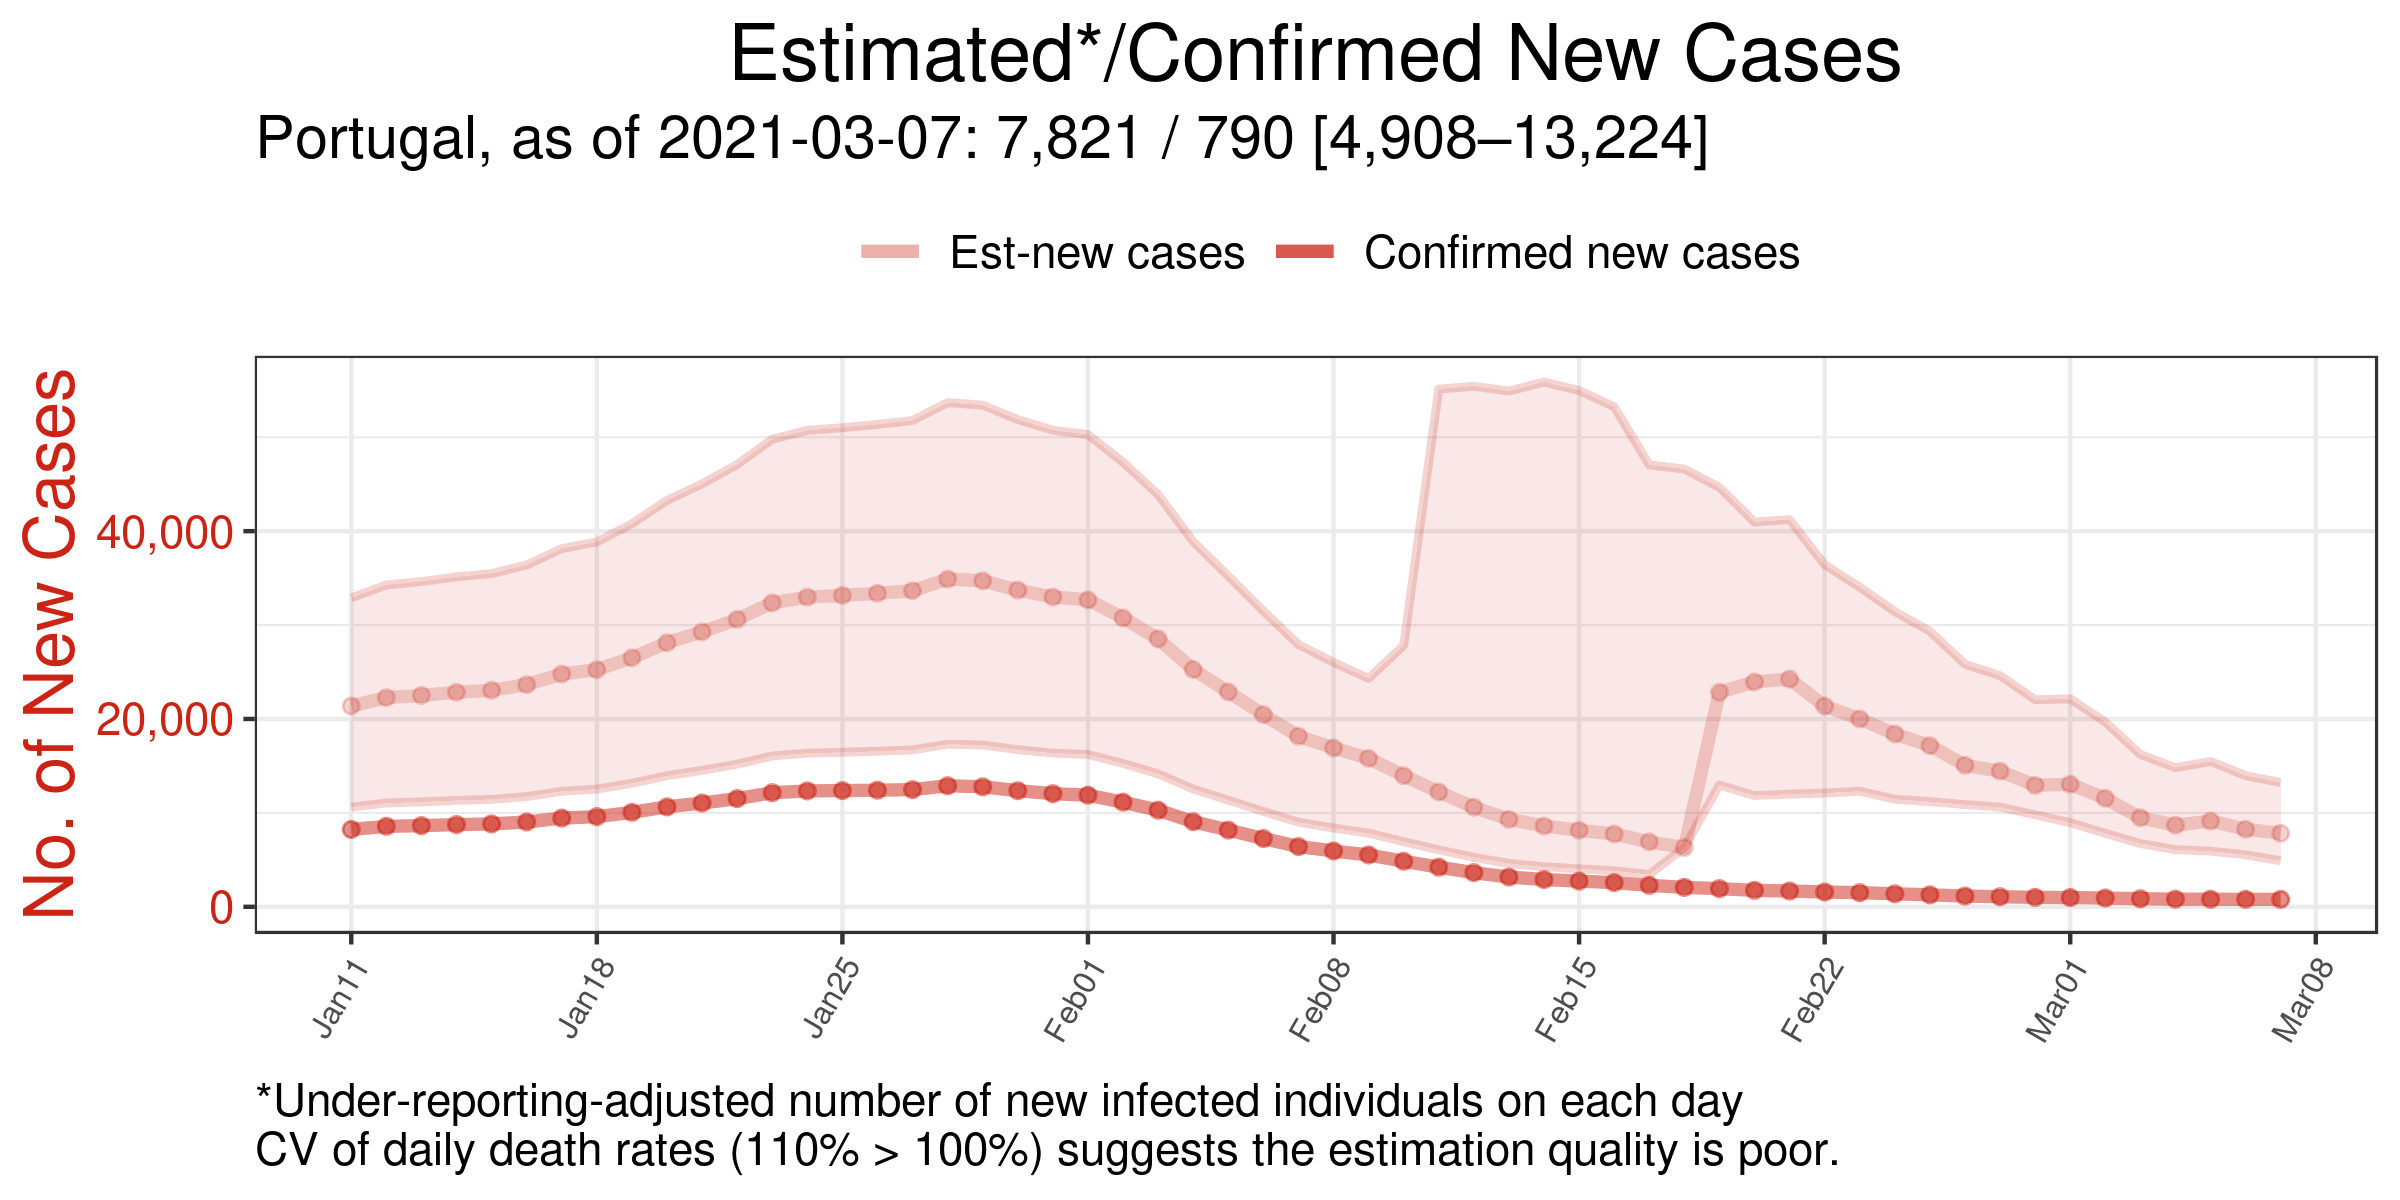 Estimated*/Confirmed New Cases
Portugal, as of 2021-03-07: 7,821 / 790 [4,908–13,224]
Est-new cases
Confirmed new cases
No. of New Cases
40,000
20,000
0
Jan11
Jan18
Jan25
Feb01
Feb08
Feb15
Feb22
Mar01
Mar08
*Under-reporting-adjusted number of new infected individuals on each day
CV of daily death rates (110% > 100%) suggests the estimation quality is poor.